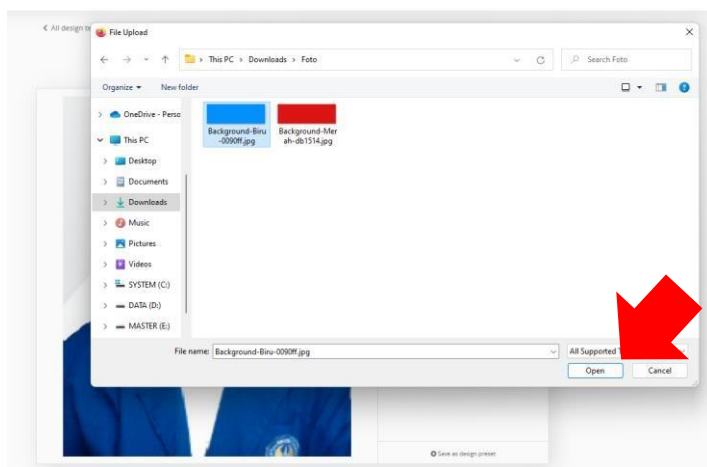 All design te
File Upload
This PC > Downloads > Foto
Search Foto
Organize
New folder
OneDrive - Perso
This PC
Desktop
Documents
Downloads
Music
Pictures
Videos
SYSTEM (C:)
DATA (D:)
MASTER (E:)
Background-Biru
-0090ff.jpg
Background-Mer
ah-db1514.jpg
File name: Background-Biru-0090ff.jpg
All Supported T
Open
Cancel
Save as design preset